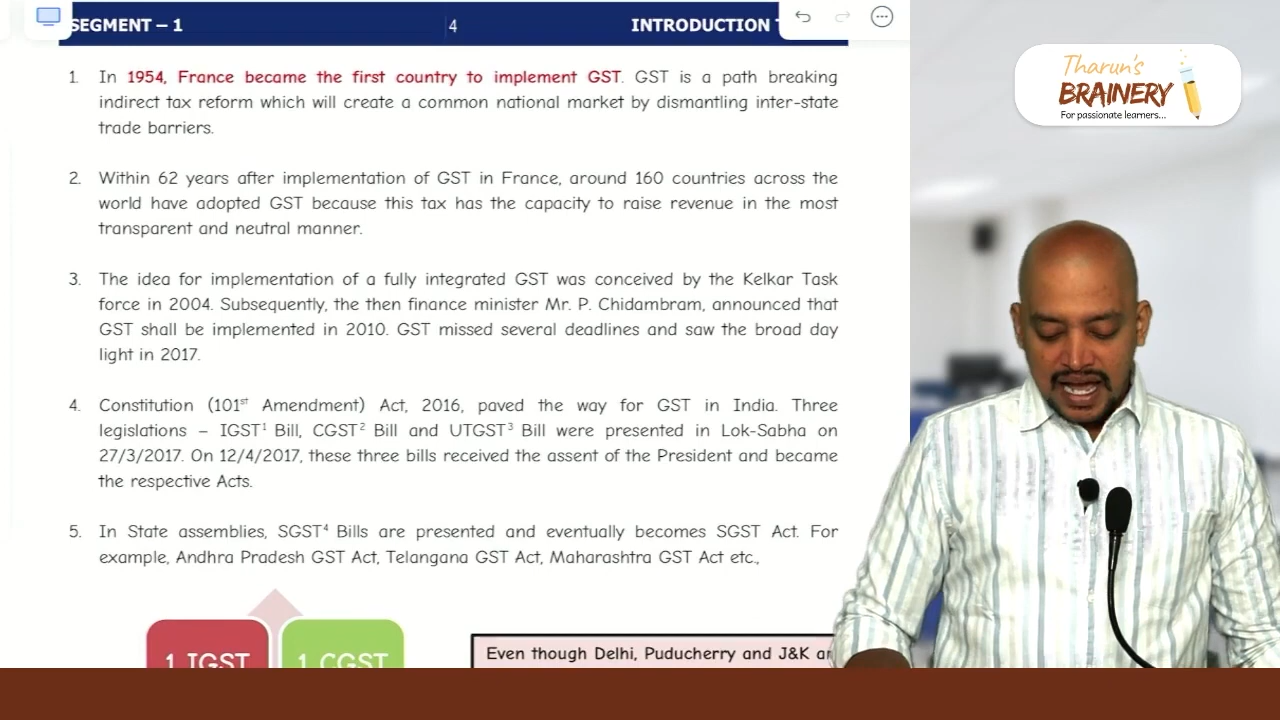 SEGMENT – 1
4
INTRODUCTION
Tharun's
BRAINERY
For passionate learners...
1. In 1954, France became the first country to implement GST. GST is a path breaking
indirect tax reform which will create a common national market by dismantling inter-state
trade barriers.
2. Within 62 years after implementation of GST in France, around 160 countries across the
world have adopted GST because this tax has the capacity to raise revenue in the most
transparent and neutral manner.
3. The idea for implementation of a fully integrated GST was conceived by the Kelkar Task
force in 2004. Subsequently, the then finance minister Mr. P. Chidambram, announced that
GST shall be implemented in 2010. GST missed several deadlines and saw the broad day
light in 2017.
4. Constitution (101st Amendment) Act, 2016, paved the way for GST in India. Three
legislations – IGST¹ Bill, CGST² Bill and UTGST³ Bill were presented in Lok-Sabha on
27/3/2017. On 12/4/2017, these three bills received the assent of the President and became
the respective Acts.
5. In State assemblies, SGST⁴ Bills are presented and eventually becomes SGST Act. For
example, Andhra Pradesh GST Act, Telangana GST Act, Maharashtra GST Act etc.,
1 IGST
1 CGST
Even though Delhi, Puducherry and J&K